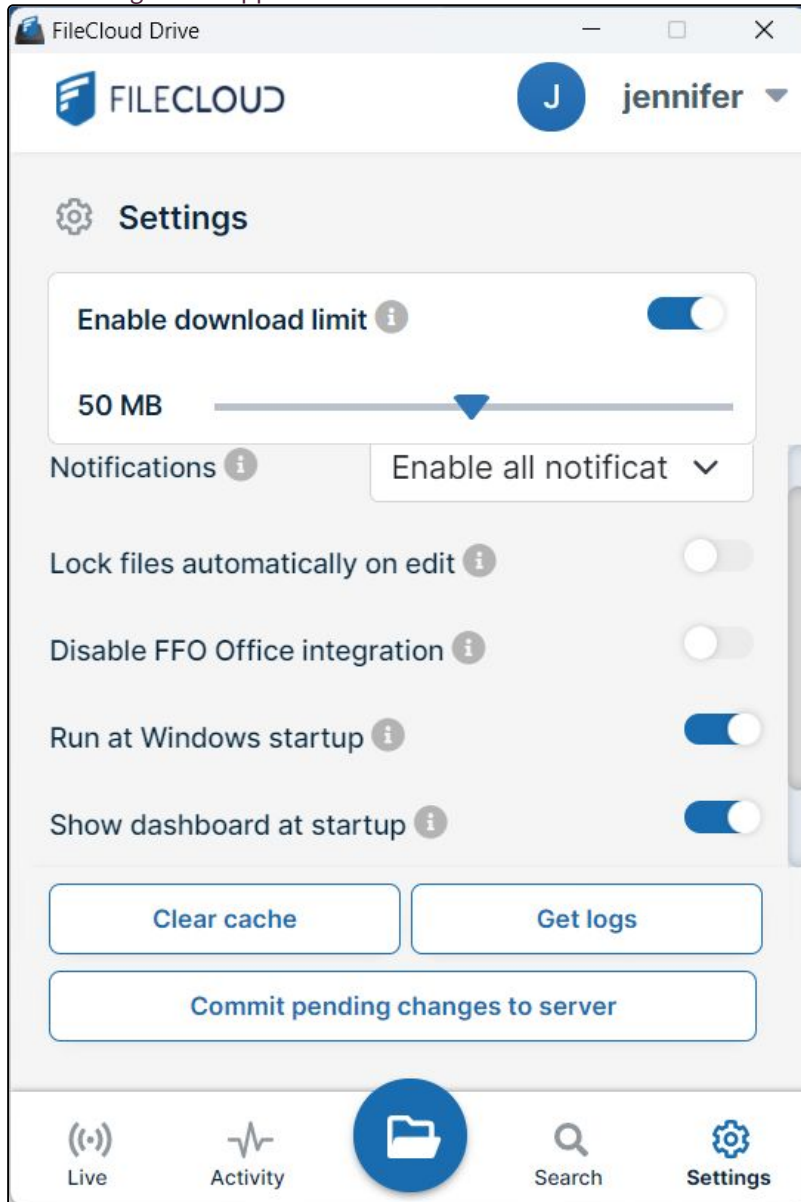 FileCloud Drive
FILECLOUD
J
jennifer
Settings
Enable download limit
50 MB
Notifications
Enable all notificat
Lock files automatically on edit
Disable FFO Office integration
Run at Windows startup
Show dashboard at startup
Clear cache
Get logs
Commit pending changes to server
Live
Activity
Search
Settings